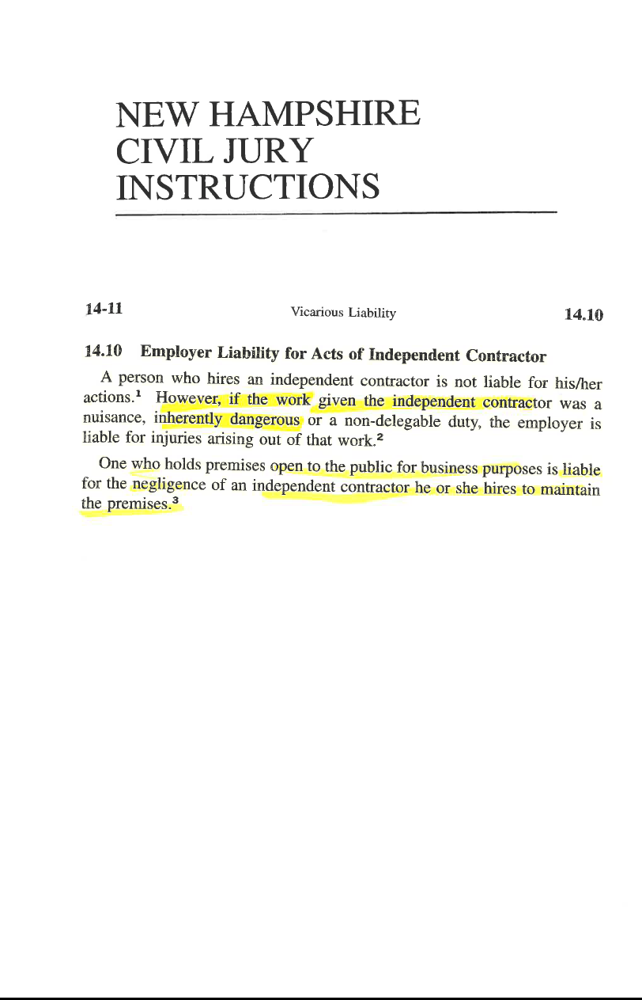 NEW HAMPSHIRE
CIVIL JURY
INSTRUCTIONS
14-11 Vicarious Liability 14.10
14.10 Employer Liability for Acts of Independent Contractor
A person who hires an independent contractor is not liable for his/her
actions.¹ However, if the work given the independent contractor was a
nuisance, inherently dangerous or a non-delegable duty, the employer is
liable for injuries arising out of that work.²
One who holds premises open to the public for business purposes is liable
for the negligence of an independent contractor he or she hires to maintain
the premises.³